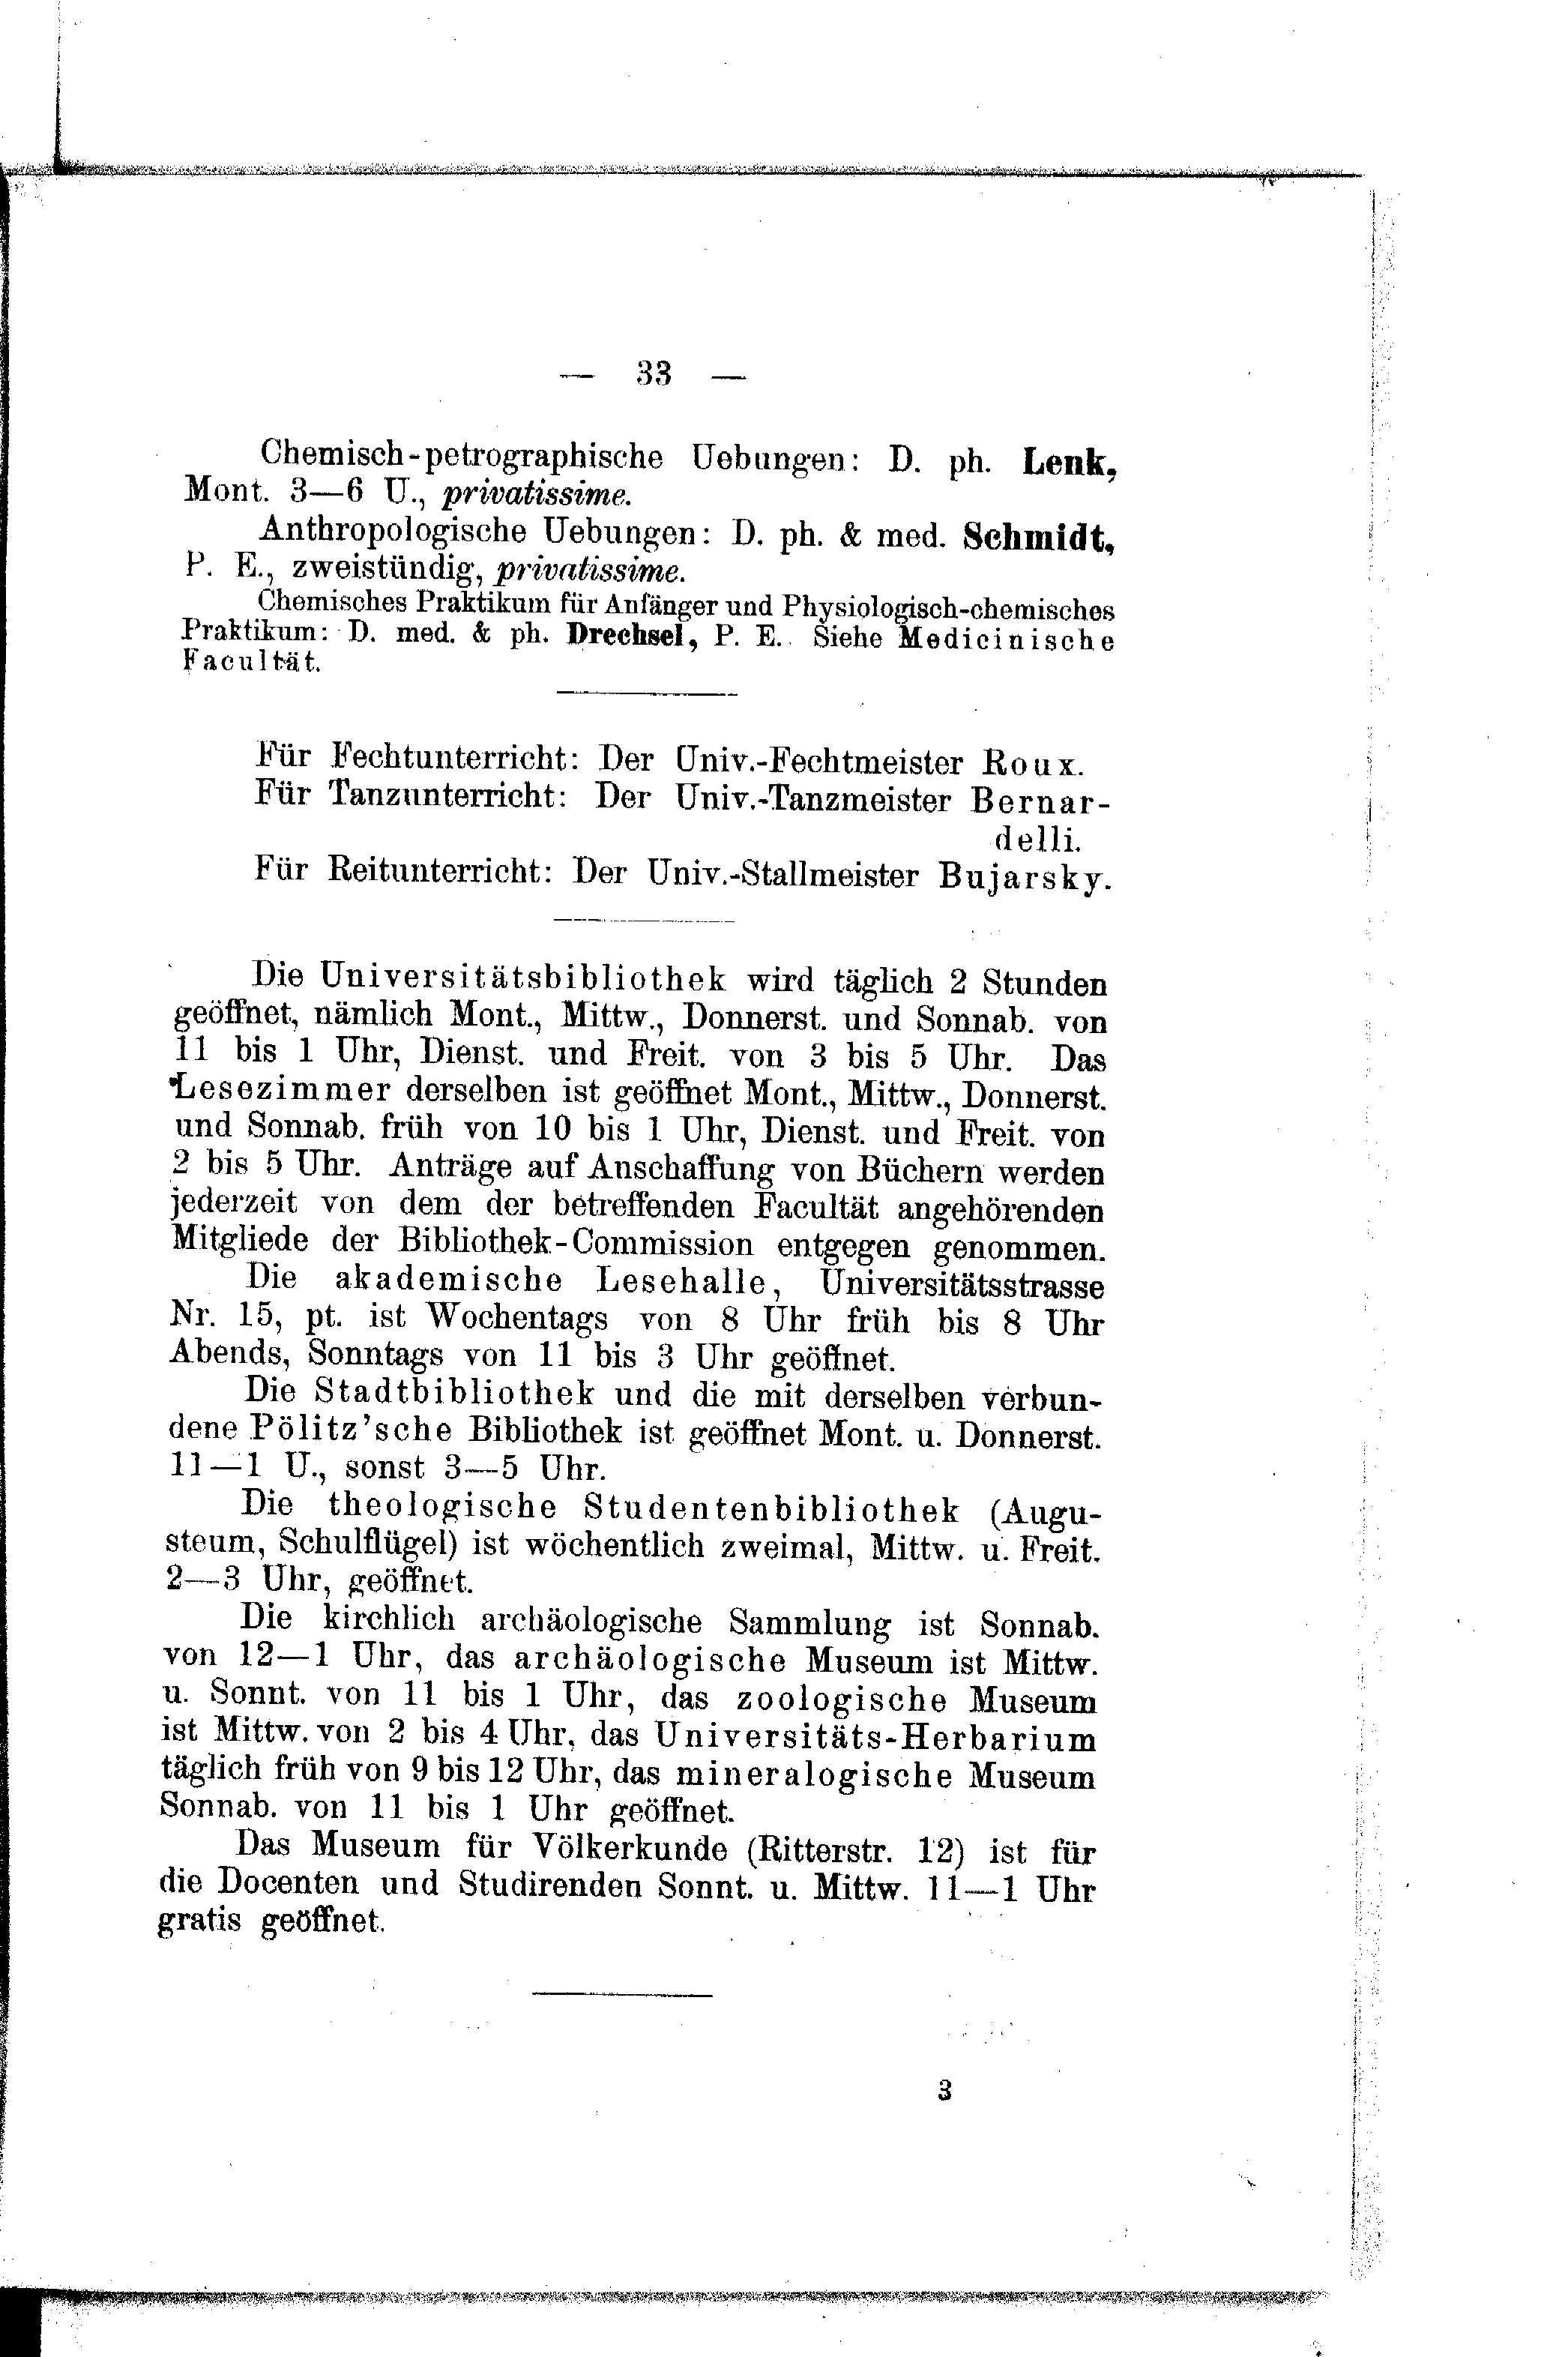 — 33 —
Chemisch-petrographische Uebungen: D. ph. Lenk,
Mont. 3—6 U., privatissime.
Anthropologische Uebungen: D. ph. & med. Schmidt,
P. E., zweistündig, privatissime.
Chemisches Praktikum für Anfänger und Physiologisch-chemisches
Praktikum: D. med. & ph. Drechsel, P. E. Siehe Medicinische
Facultät.
Für Fechtunterricht: Der Univ.-Fechtmeister Roux.
Für Tanzunterricht: Der Univ.-Tanzmeister Bernar-
delli.
Für Reitunterricht: Der Univ.-Stallmeister Bujarsky.
Die Universitätsbibliothek wird täglich 2 Stunden
geöffnet, nämlich Mont., Mittw., Donnerst. und Sonnab. von
11 bis 1 Uhr, Dienst. und Freit. von 3 bis 5 Uhr. Das
Lesezimmer derselben ist geöffnet Mont., Mittw., Donnerst.
und Sonnab. früh von 10 bis 1 Uhr, Dienst. und Freit. von
2 bis 5 Uhr. Anträge auf Anschaffung von Büchern werden
jederzeit von dem der betreffenden Facultät angehörenden
Mitgliede der Bibliothek-Commission entgegen genommen.
Die akademische Lesehalle, Universitätsstrasse
Nr. 15, pt. ist Wochentags von 8 Uhr früh bis 8 Uhr
Abends, Sonntags von 11 bis 3 Uhr geöffnet.
Die Stadtbibliothek und die mit derselben verbun-
dene Pölitz'sche Bibliothek ist geöffnet Mont. u. Donnerst.
11—1 U., sonst 3—5 Uhr.
Die theologische Studentenbibliothek (Augu-
steum, Schulflügel) ist wöchentlich zweimal, Mittw. u. Freit.
2—3 Uhr, geöffnet.
Die kirchlich archäologische Sammlung ist Sonnab.
von 12—1 Uhr, das archäologische Museum ist Mittw.
u. Sonnt. von 11 bis 1 Uhr, das zoologische Museum
ist Mittw. von 2 bis 4 Uhr, das Universitäts-Herbarium
täglich früh von 9 bis 12 Uhr, das mineralogische Museum
Sonnab. von 11 bis 1 Uhr geöffnet.
Das Museum für Völkerkunde (Ritterstr. 12) ist für
die Docenten und Studirenden Sonnt. u. Mittw. 11—1 Uhr
gratis geöffnet.
3